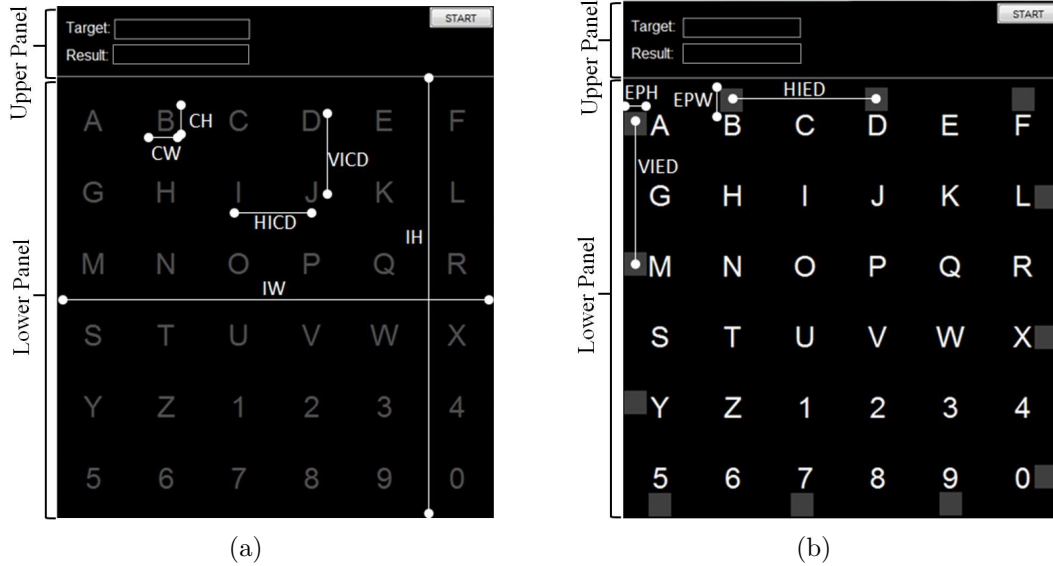 Upper Panel
Target:
START
Result:
Lower Panel
A B C D E F
CH
CW
VICD
G H I J K L
HICD
IH
M N O P Q R
IW
S T U V W X
Y Z 1 2 3 4
5 6 7 8 9 0
(a)
Upper Panel
Target:
START
Result:
Lower Panel
EPH
EPW
HIED
A B C D E F
VIED
G H I J K L
M N O P Q R
S T U V W X
Y Z 1 2 3 4
5 6 7 8 9 0
(b)